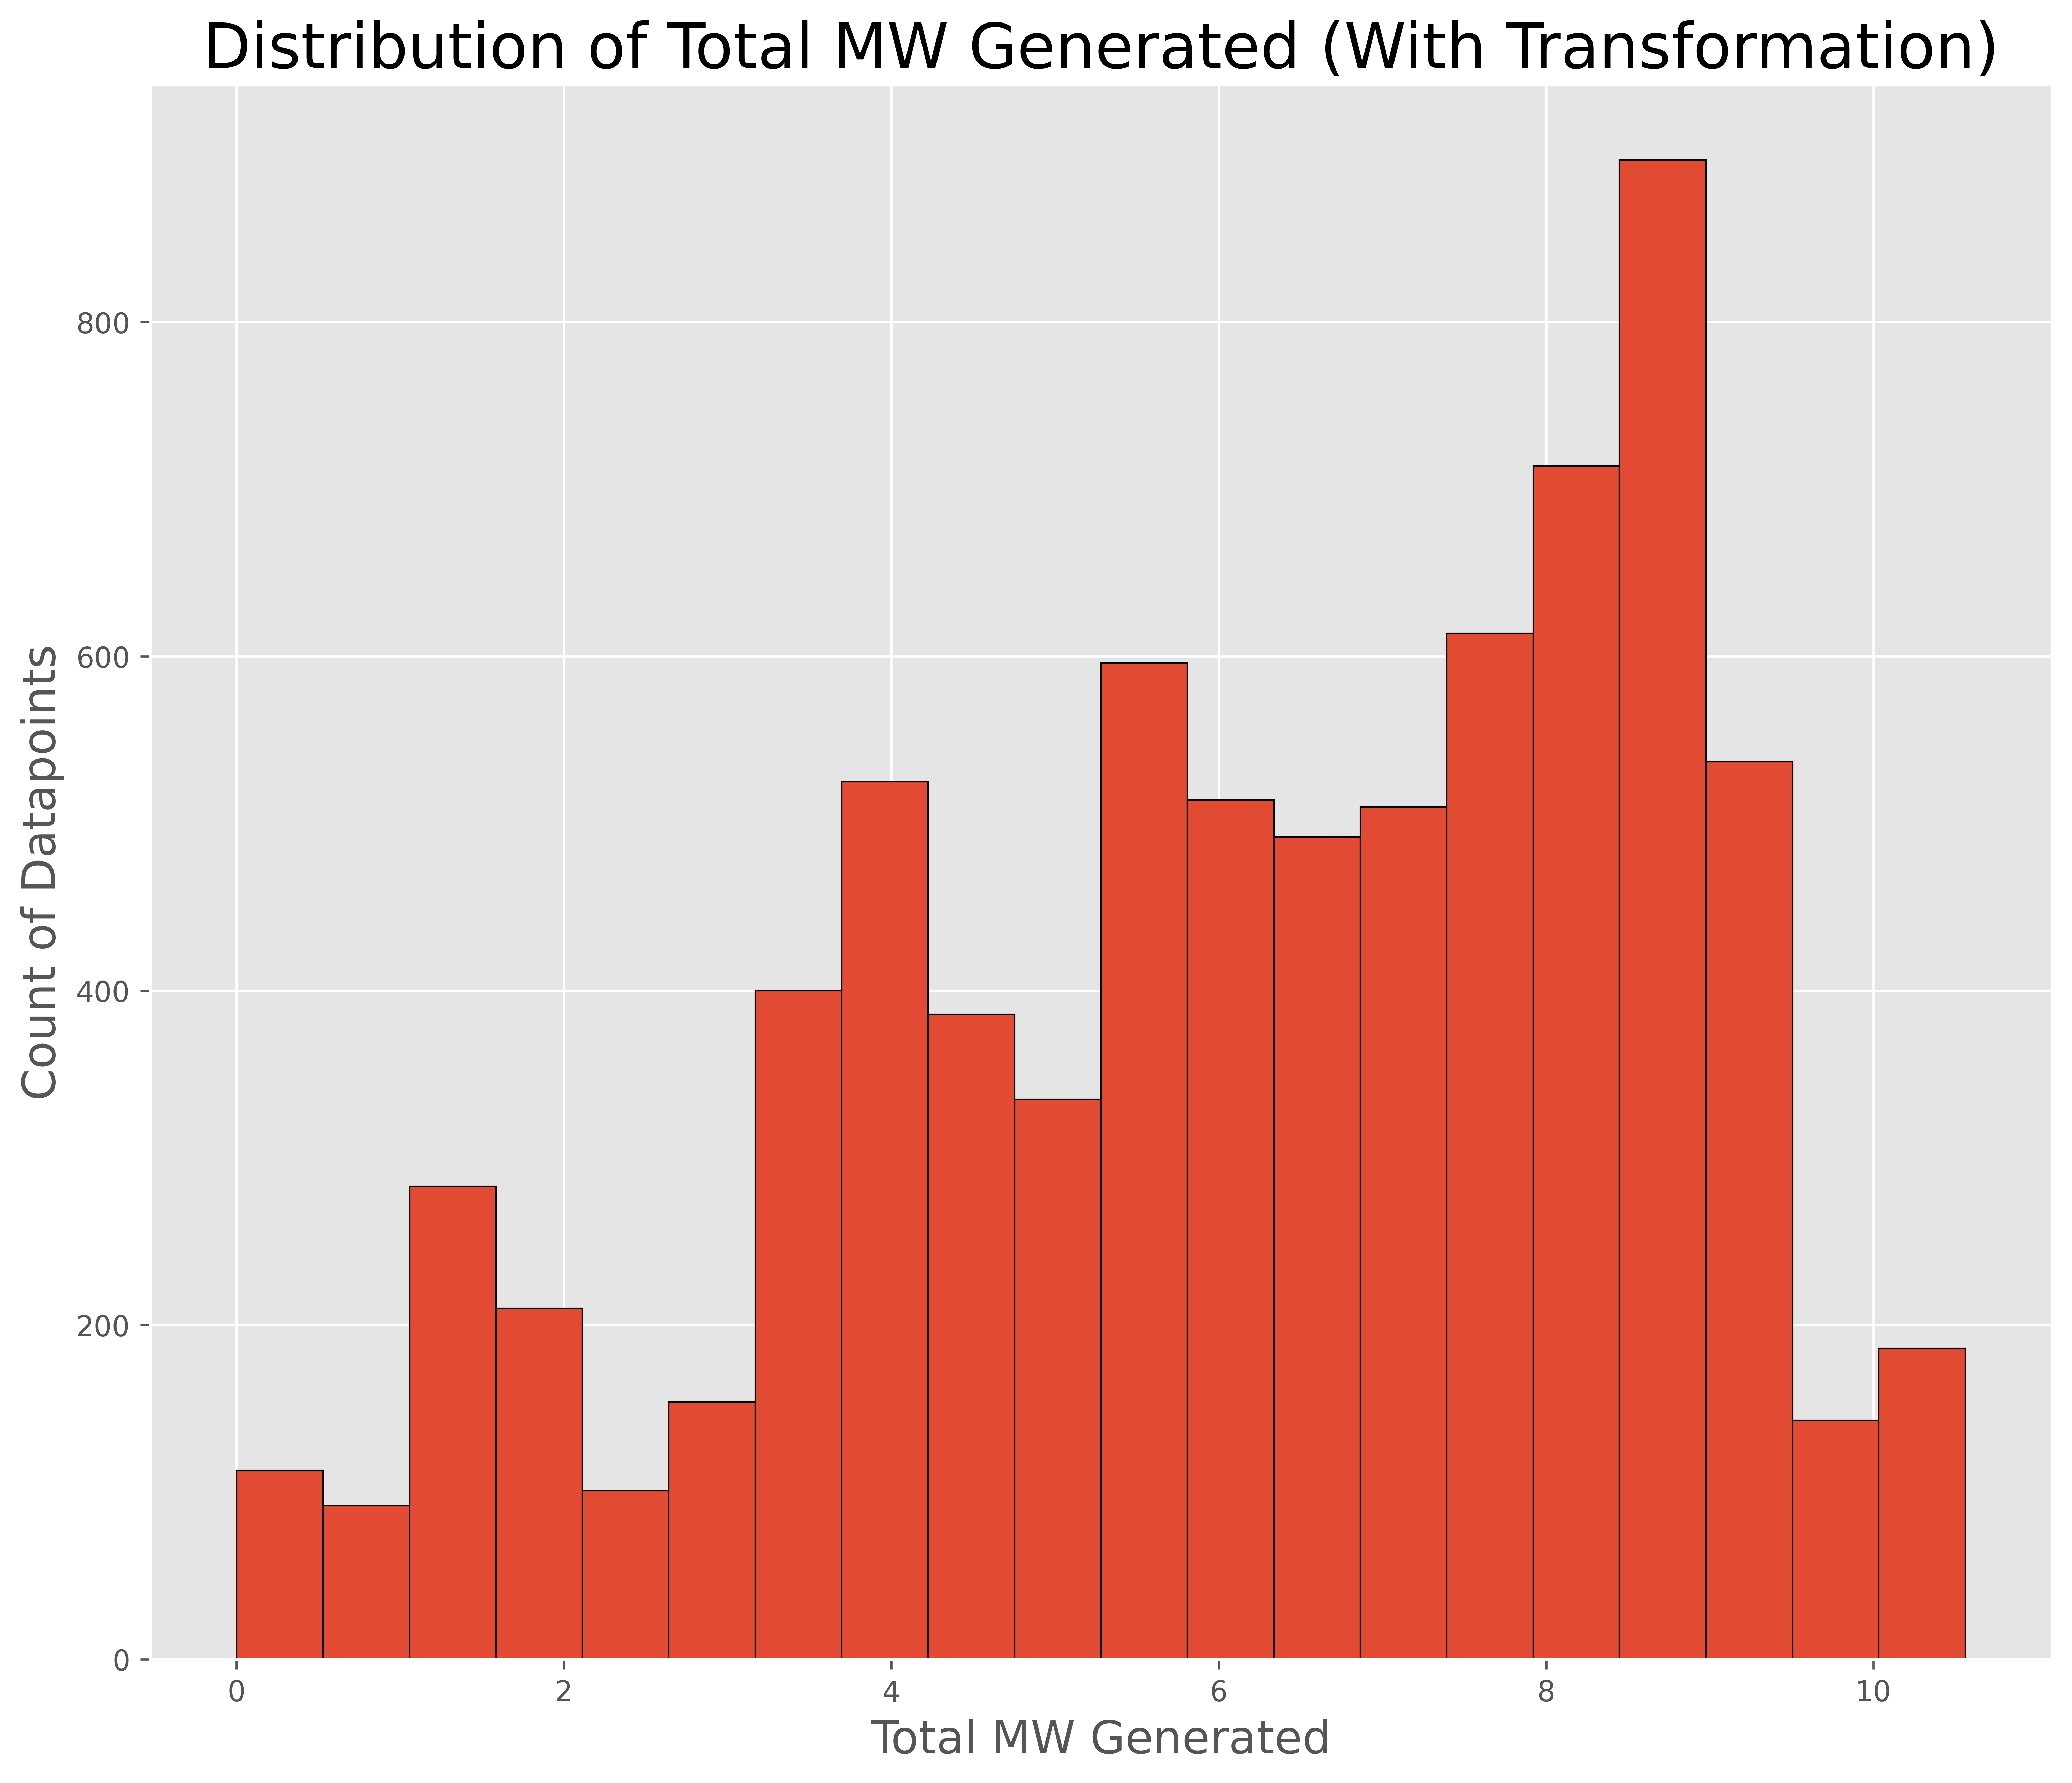 Distribution of Total MW Generated (With Transformation)
800
600
400
200
0
Count of Datapoints
0 2 4 6 8 10
Total MW Generated